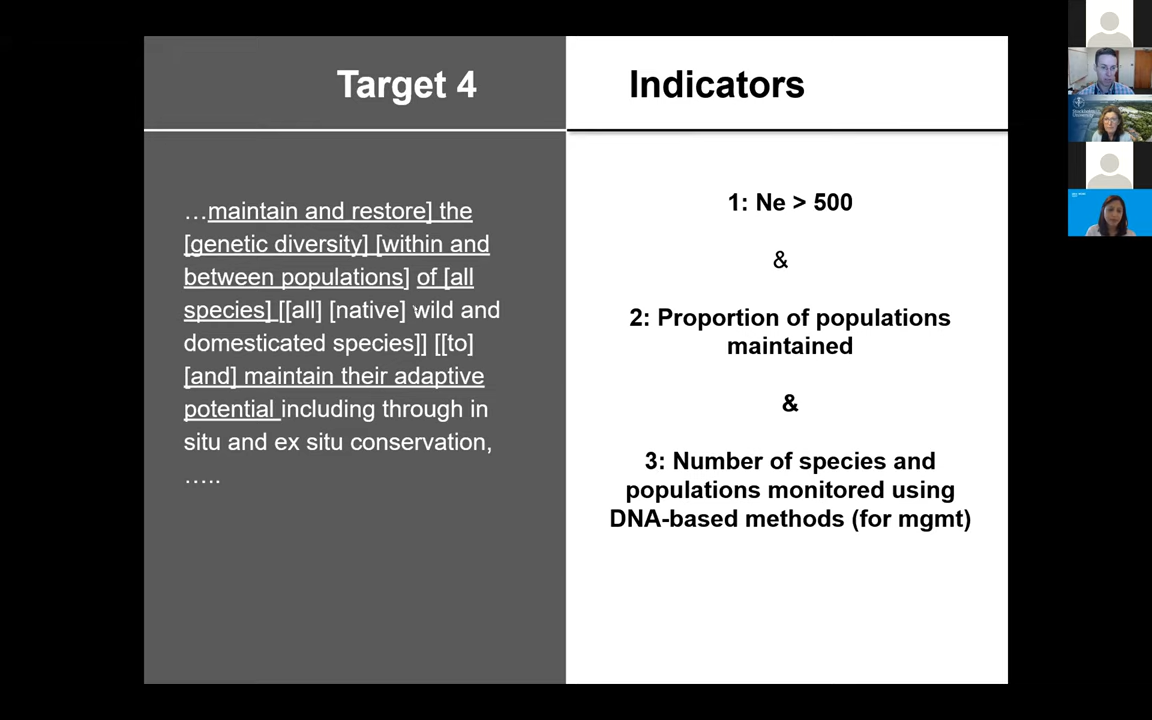 Target 4
Indicators
…maintain and restore] the
[genetic diversity] [within and
between populations] of [all
species] [[all] [native] wild and
domesticated species]] [[to]
[and] maintain their adaptive
potential including through in
situ and ex situ conservation,
…..
1: Ne > 500
&
2: Proportion of populations
maintained
&
3: Number of species and
populations monitored using
DNA-based methods (for mgmt)
Stockholm
University